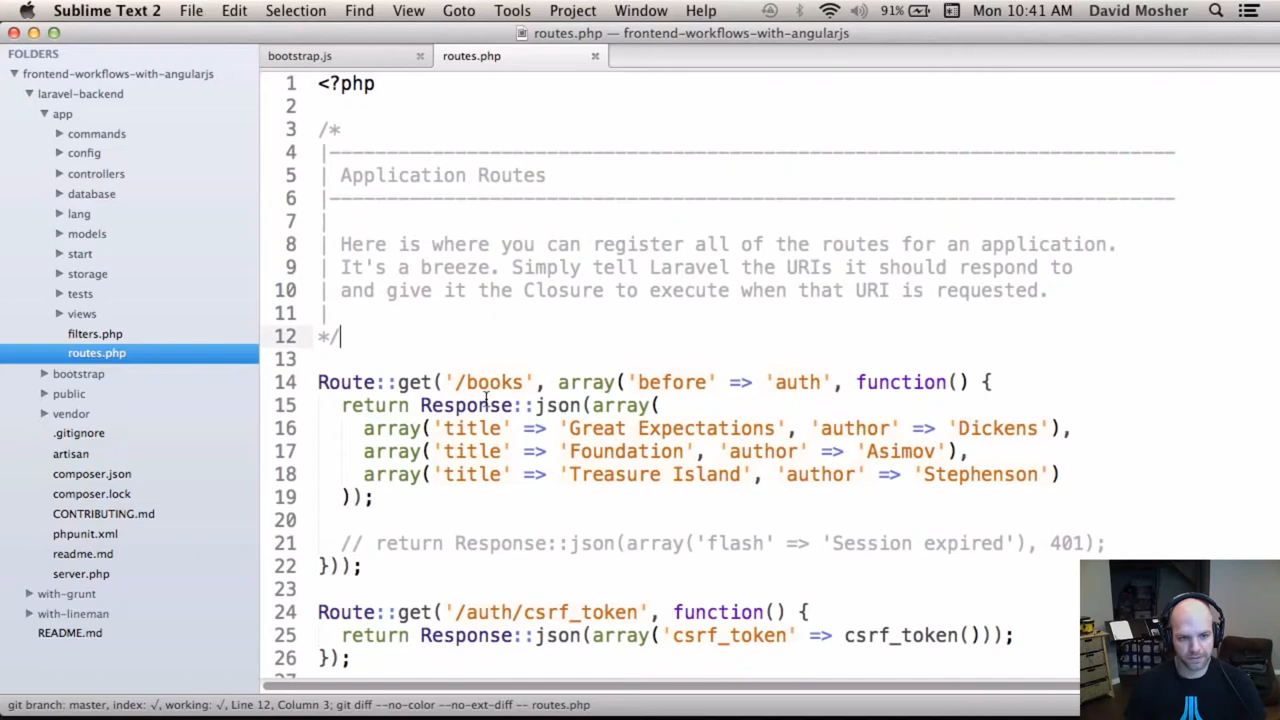 Sublime Text 2 File Edit Selection Find View Goto Tools Project Window Help 91% Mon 10:41 AM David Mosher
routes.php — frontend-workflows-with-angularjs
FOLDERS
frontend-workflows-with-angularjs
laravel-backend
app
commands
config
controllers
database
lang
models
start
storage
tests
views
filters.php
routes.php
bootstrap
public
vendor
.gitignore
artisan
composer.json
composer.lock
CONTRIBUTING.md
phpunit.xml
readme.md
server.php
with-grunt
with-lineman
README.md
bootstrap.js × routes.php ×
1 <?php
2
3 /*
4 |--------------------------------------------------------------------------
5 | Application Routes
6 |--------------------------------------------------------------------------
7 |
8 | Here is where you can register all of the routes for an application.
9 | It's a breeze. Simply tell Laravel the URIs it should respond to
10 | and give it the Closure to execute when that URI is requested.
11 |
12 */
13
14 Route::get('/books', array('before' => 'auth', function() {
15 return Response::json(array(
16 array('title' => 'Great Expectations', 'author' => 'Dickens'),
17 array('title' => 'Foundation', 'author' => 'Asimov'),
18 array('title' => 'Treasure Island', 'author' => 'Stephenson')
19 ));
20
21 // return Response::json(array('flash' => 'Session expired'), 401);
22 }));
23
24 Route::get('/auth/csrf_token', function() {
25 return Response::json(array('csrf_token' => csrf_token()));
26 });
git branch: master, index: √, working: √, Line 12, Column 3; git diff --no-color --no-ext-diff -- routes.php